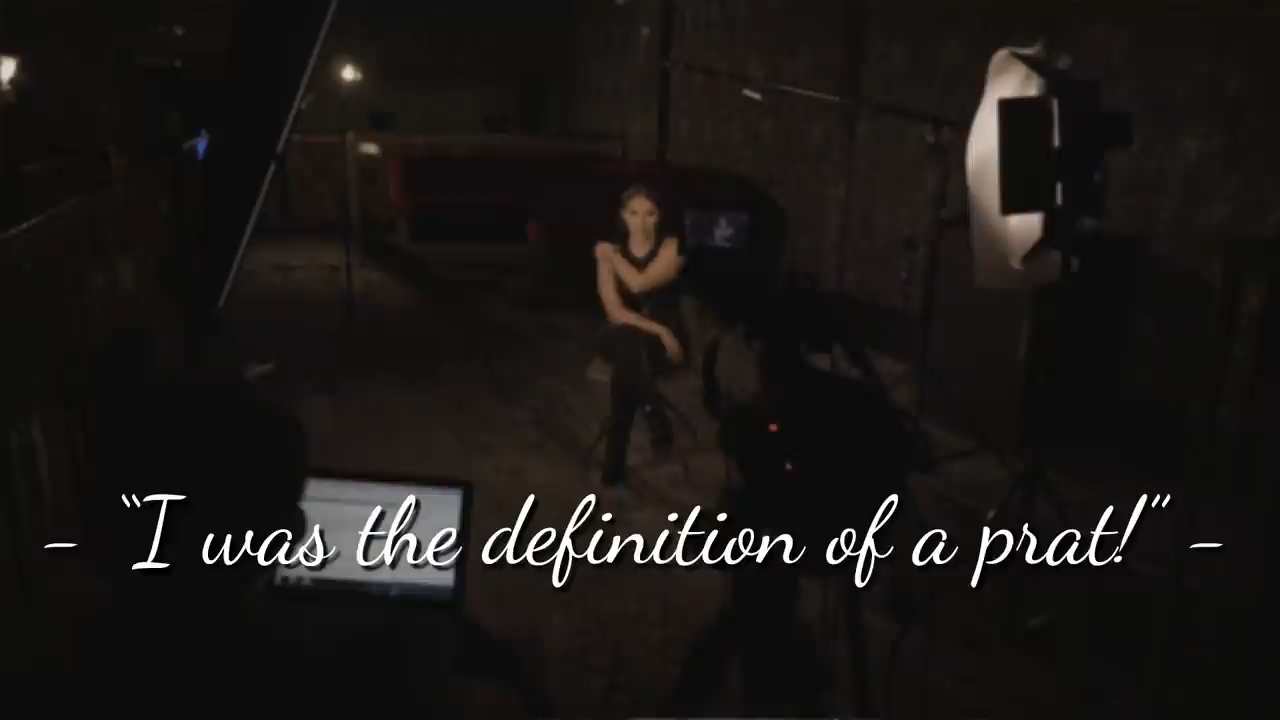 - “I was the definition of a prat!” -